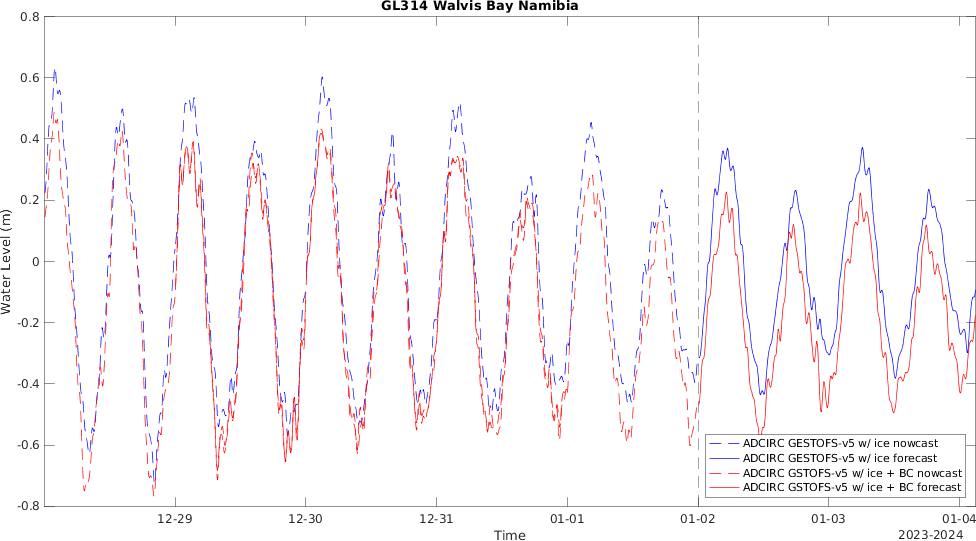 GL314 Walvis Bay Namibia
0.8
0.6
0.4
0.2
0
-0.2
-0.4
-0.6
-0.8
Water Level (m)
12-29
12-30
12-31
01-01
01-02
01-03
01-04
Time
2023-2024
ADCIRC GESTOFS-v5 w/ ice nowcast
ADCIRC GESTOFS-v5 w/ ice forecast
ADCIRC GSTOFS-v5 w/ ice + BC nowcast
ADCIRC GSTOFS-v5 w/ ice + BC forecast